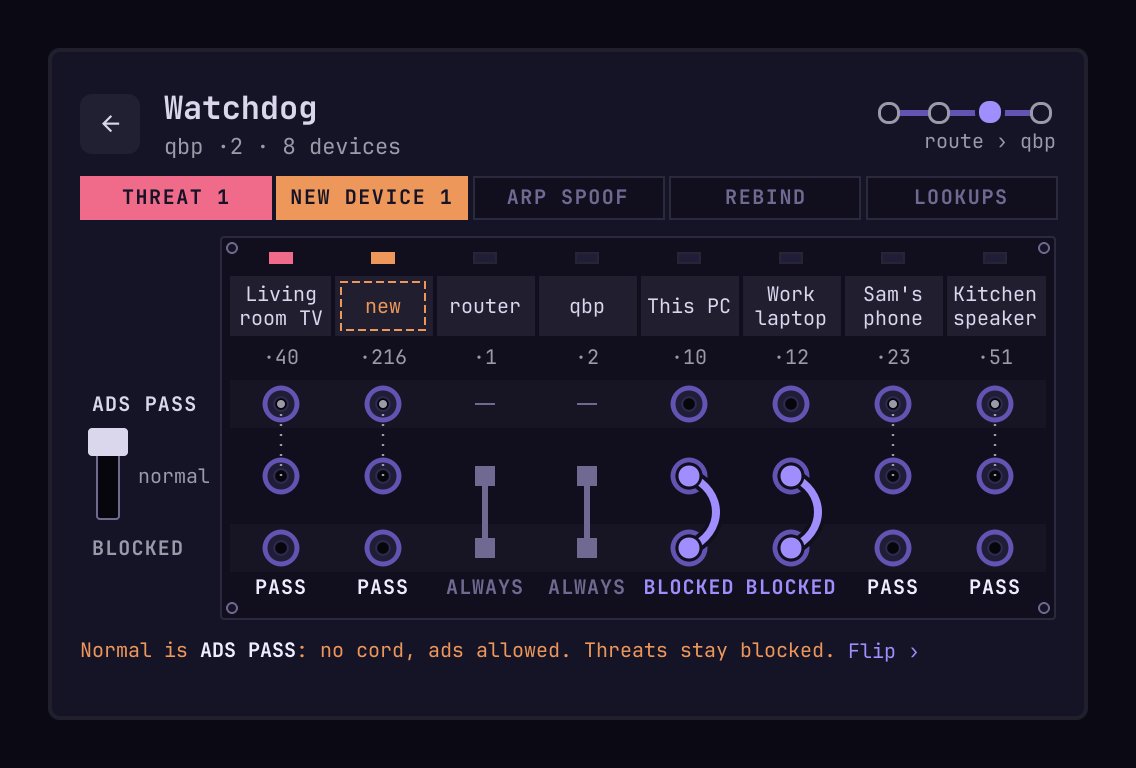 ←
Watchdog
qbp ·2 · 8 devices
route › qbp
THREAT 1 NEW DEVICE 1 ARP SPOOF REBIND LOOKUPS
Living room TV new router qbp This PC Work laptop Sam's phone Kitchen speaker
·40 ·216 ·1 ·2 ·10 ·12 ·23 ·51
ADS PASS — —
normal
BLOCKED
PASS PASS ALWAYS ALWAYS BLOCKED BLOCKED PASS PASS
Normal is ADS PASS: no cord, ads allowed. Threats stay blocked. Flip ›